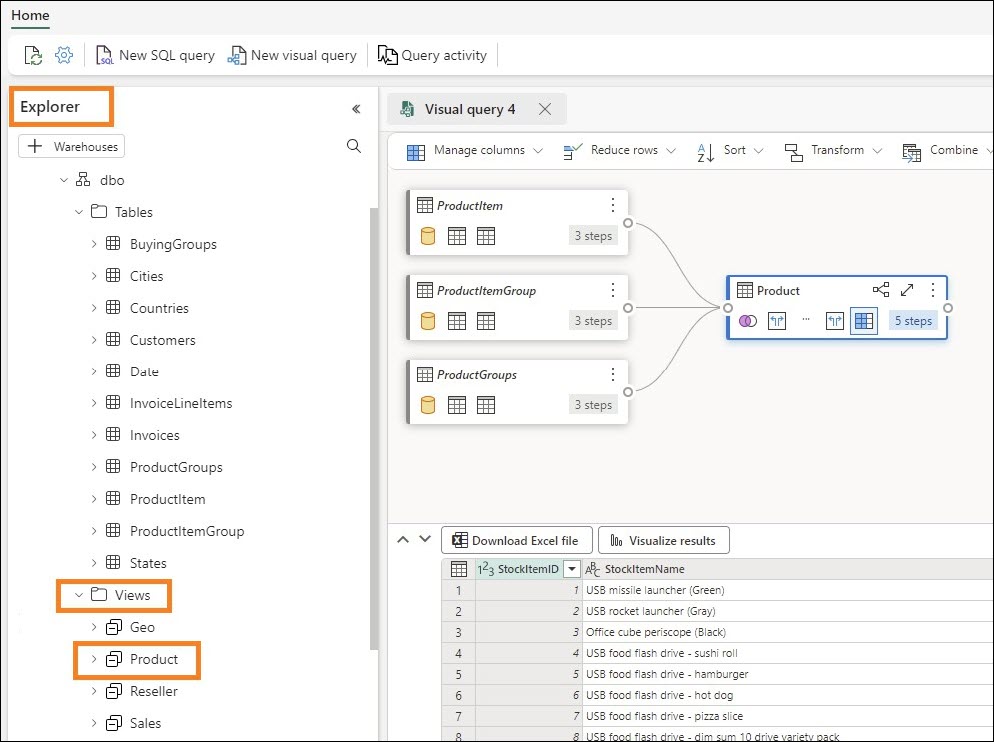 Home
New SQL query New visual query Query activity
Explorer
Warehouses
dbo
Tables
BuyingGroups
Cities
Countries
Customers
Date
InvoiceLineItems
Invoices
ProductGroups
ProductItem
ProductItemGroup
States
Views
Geo
Product
Reseller
Sales
Visual query 4
Manage columns Reduce rows Sort Transform Combine
ProductItem
3 steps
ProductItemGroup
3 steps
ProductGroups
3 steps
Product
5 steps
Download Excel file Visualize results
123 StockItemID ABC StockItemName
1 1 USB missile launcher (Green)
2 2 USB rocket launcher (Gray)
3 3 Office cube periscope (Black)
4 4 USB food flash drive - sushi roll
5 5 USB food flash drive - hamburger
6 6 USB food flash drive - hot dog
7 7 USB food flash drive - pizza slice
8 8 USB food flash drive - dim sum 10 drive variety pack